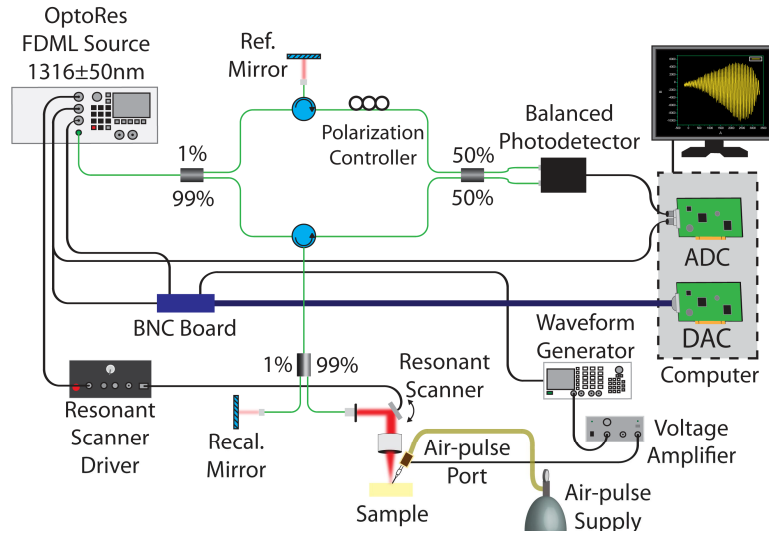 OptoRes
FDML Source
1316±50nm
Ref.
Mirror
Polarization
Controller
Balanced
Photodetector
1%
99%
50%
50%
ADC
DAC
Computer
BNC Board
Waveform
Generator
1%
99%
Resonant
Scanner
Resonant
Scanner
Driver
Recal.
Mirror
Air-pulse
Port
Voltage
Amplifier
Sample
Air-pulse
Supply